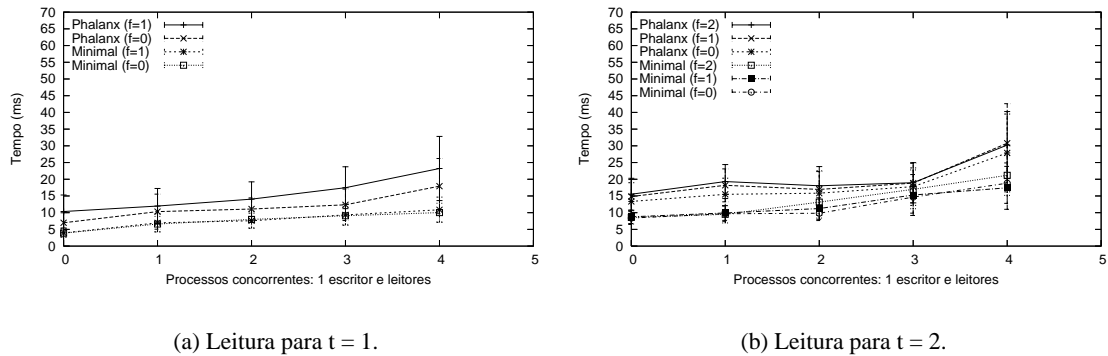 70
65
60
55
50
45
40
35
30
25
20
15
10
5
0
Tempo (ms)
Phalanx (f=1)
Phalanx (f=0)
Minimal (f=1)
Minimal (f=0)
0 1 2 3 4 5
Processos concorrentes: 1 escritor e leitores
(a) Leitura para t = 1.
70
65
60
55
50
45
40
35
30
25
20
15
10
5
0
Tempo (ms)
Phalanx (f=2)
Phalanx (f=1)
Phalanx (f=0)
Minimal (f=2)
Minimal (f=1)
Minimal (f=0)
0 1 2 3 4 5
Processos concorrentes: 1 escritor e leitores
(b) Leitura para t = 2.